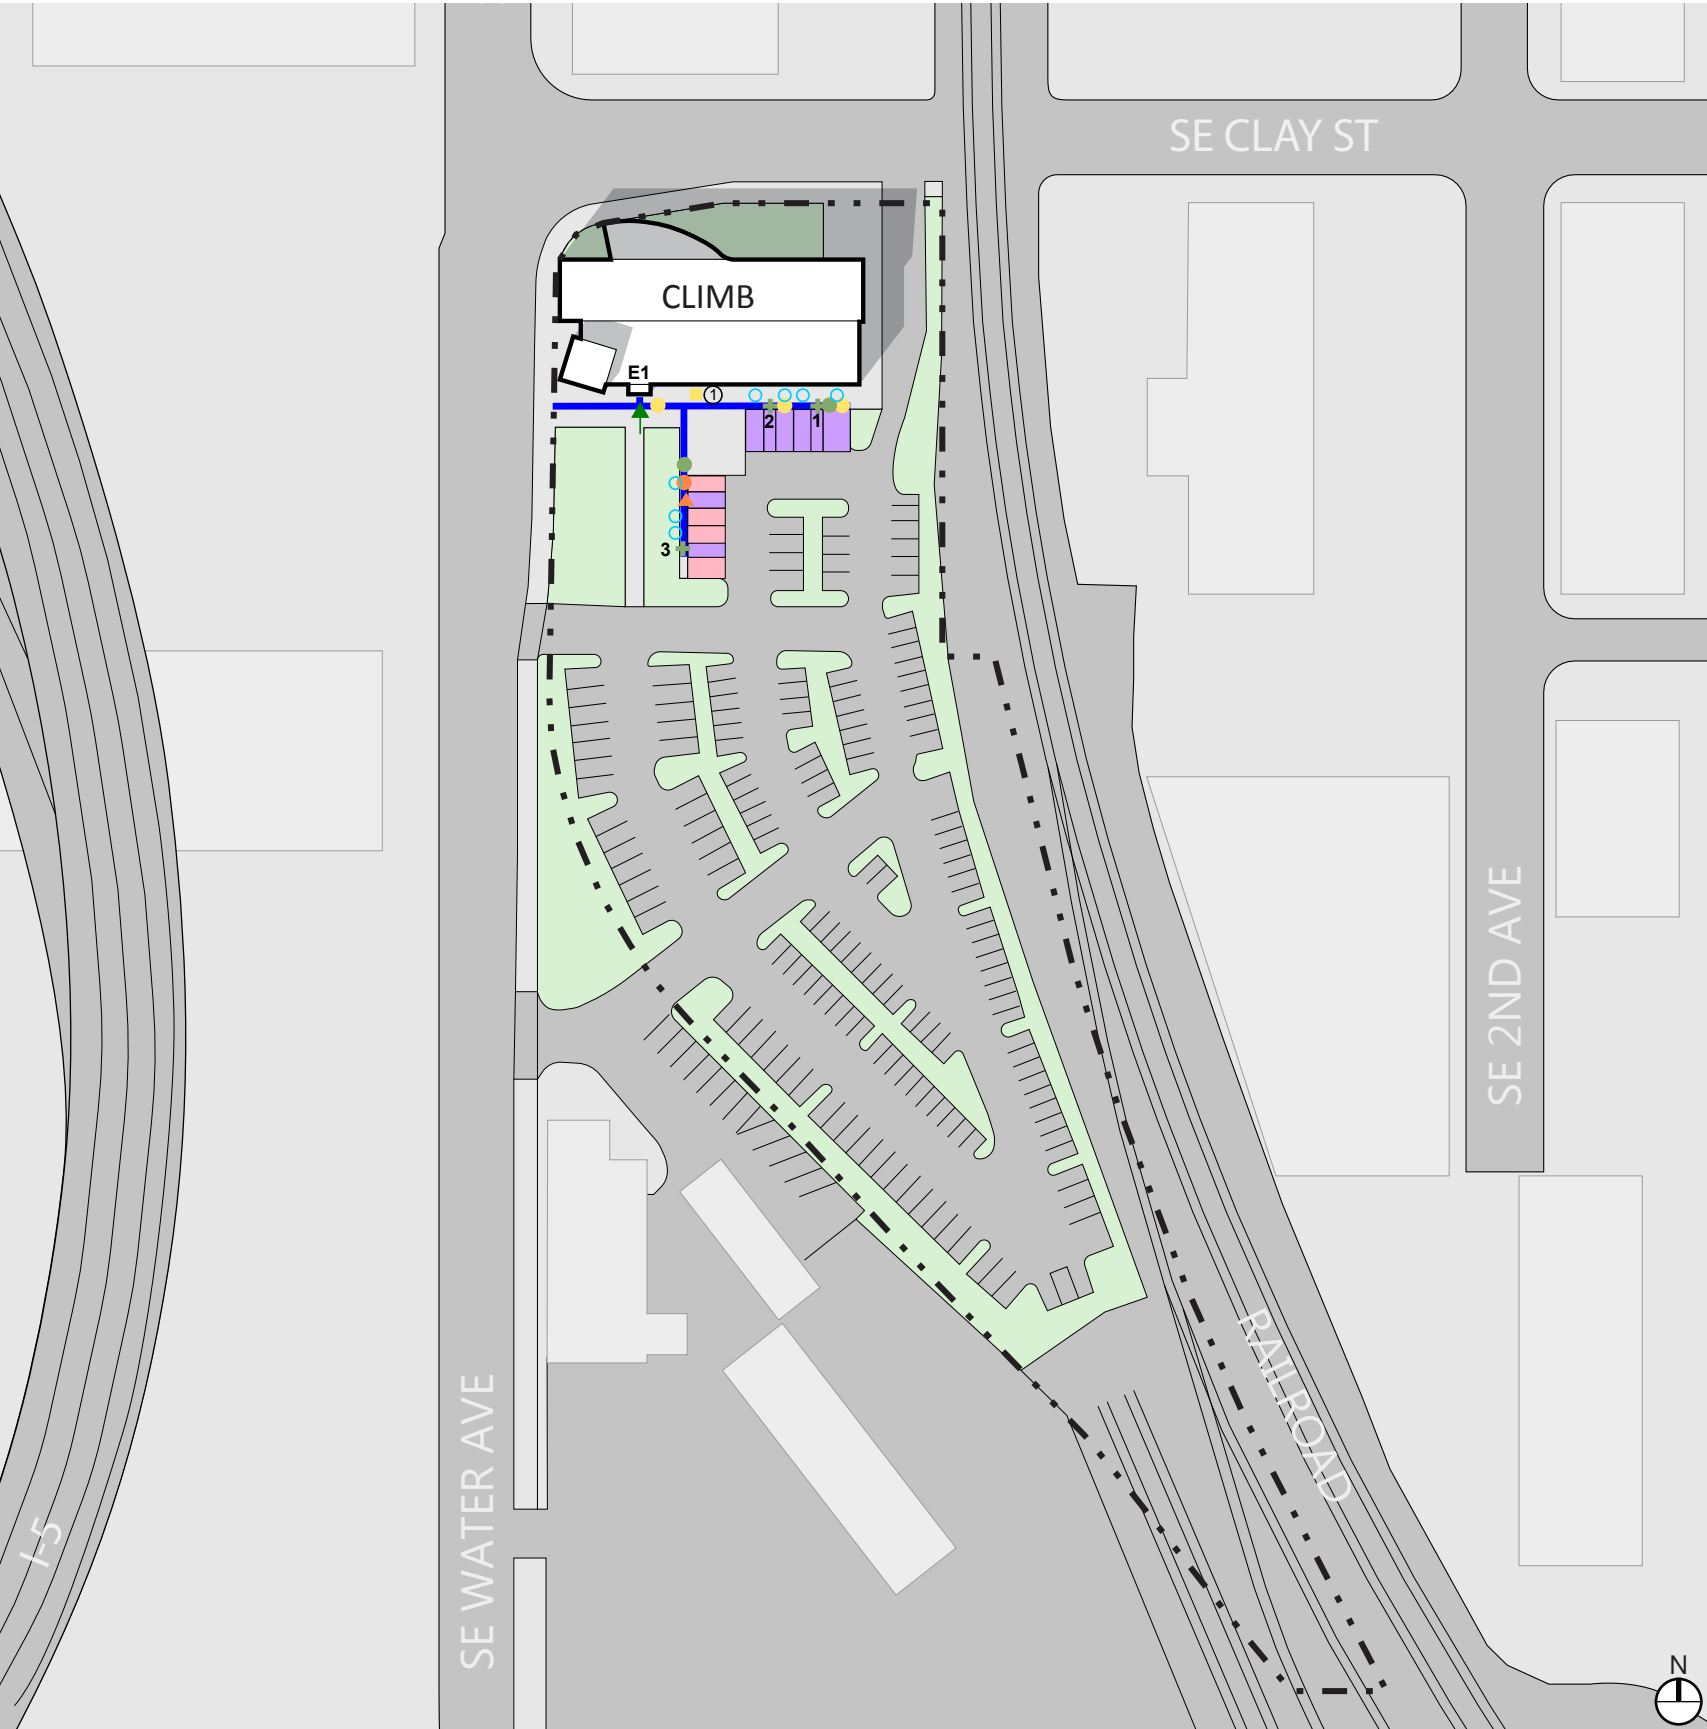 SE CLAY ST
CLIMB
E1
1
2
1
3
SE 2ND AVE
RAILROAD
SE WATER AVE
I-5
N